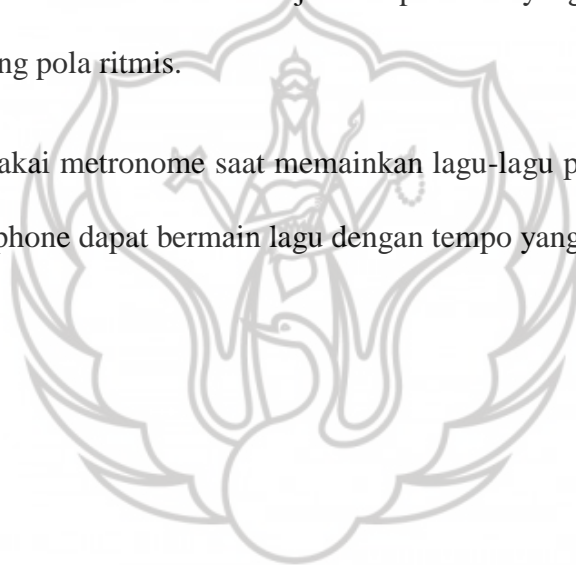 ng pola ritmis.
akai metronome saat memainkan lagu-lagu p
phone dapat bermain lagu dengan tempo yang